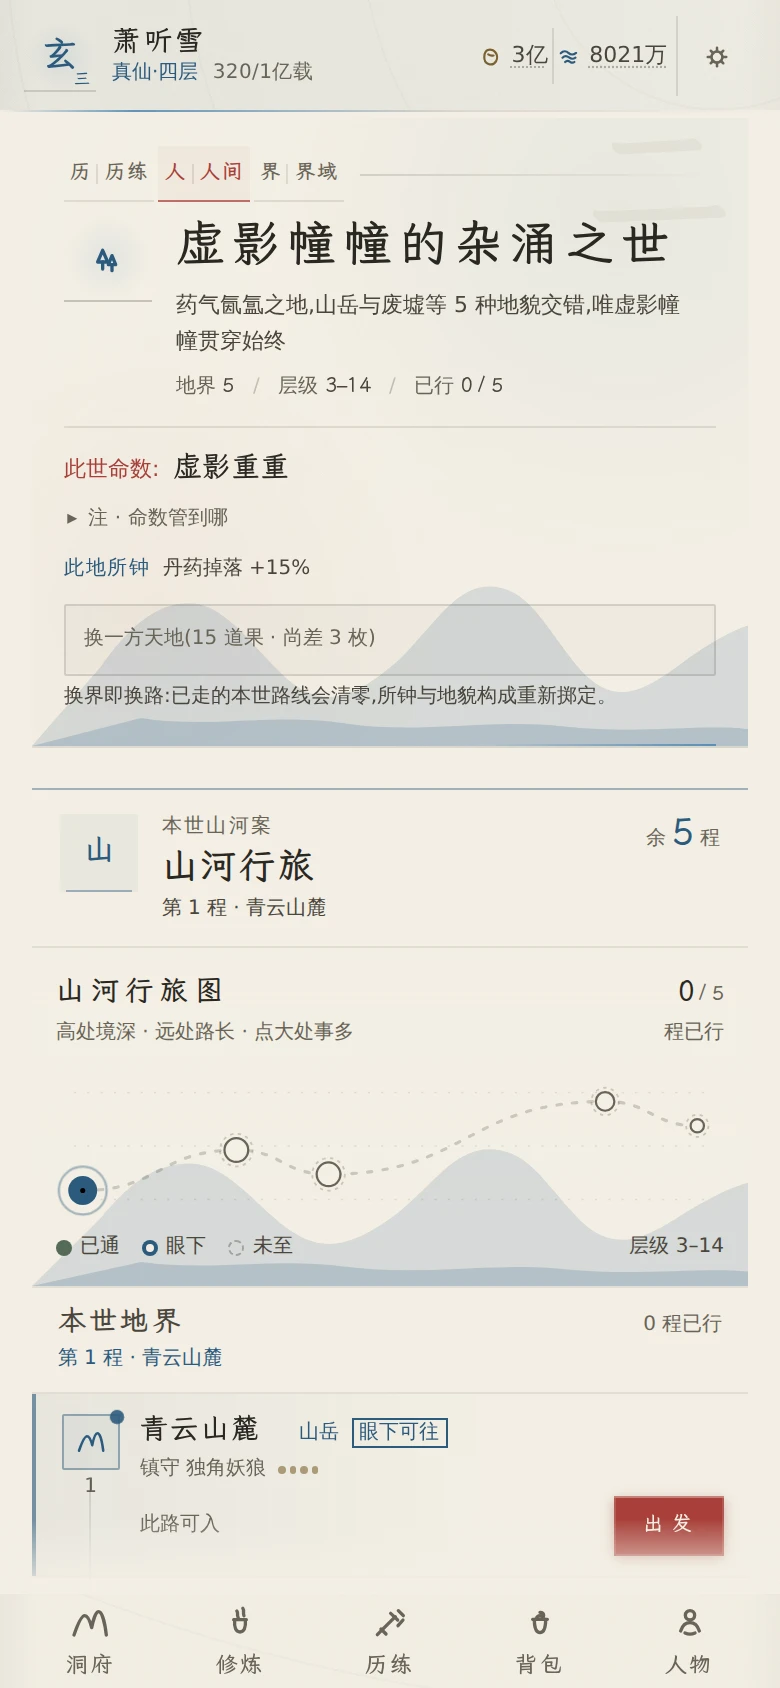 玄 三
萧听雪
真仙·四层 320/1亿载
3亿 8021万
历 历练 人 人间 界 界域
虚影幢幢的杂涌之世
药气氤氲之地,山岳与废墟等 5 种地貌交错,唯虚影幢
幢贯穿始终
地界 5 / 层级 3–14 / 已行 0 / 5
此世命数: 虚影重重
▸ 注 · 命数管到哪
此地所钟 丹药掉落 +15%
换一方天地(15 道果 · 尚差 3 枚)
换界即换路:已走的本世路线会清零,所钟与地貌构成重新掷定。
山
本世山河案
山河行旅
第 1 程 · 青云山麓
余 5 程
山河行旅图
0 / 5
高处境深 · 远处路长 · 点大处事多
程已行
已通 眼下 未至
层级 3–14
本世地界
0 程已行
第 1 程 · 青云山麓
青云山麓 山岳 眼下可往
镇守 独角妖狼
1
此路可入
出发
洞府 修炼 历练 背包 人物